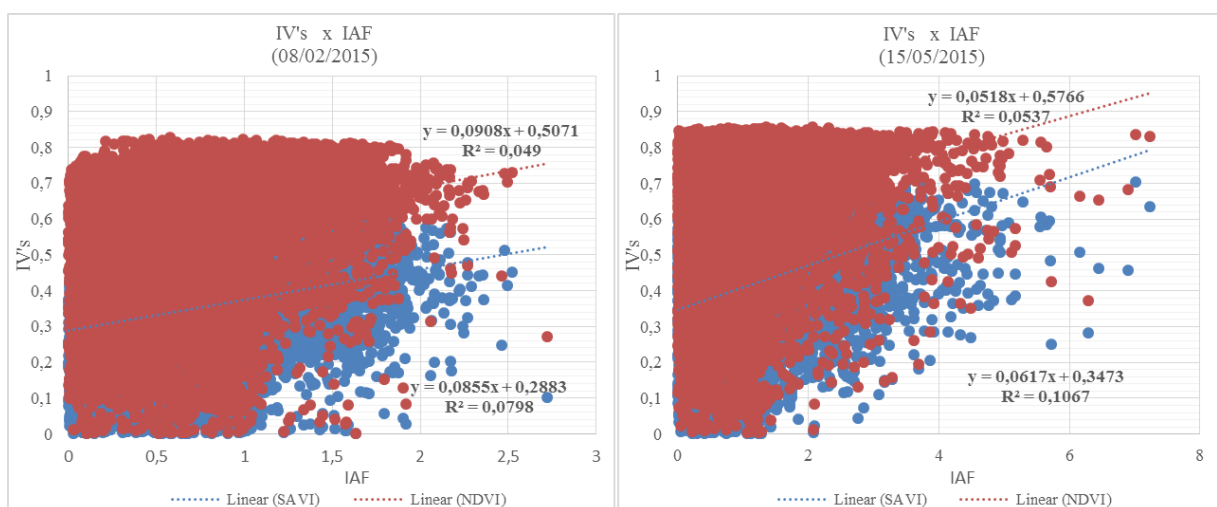 IV's x IAF
(08/02/2015)
1
0,9
0,8
0,7
0,6
0,5
0,4
0,3
0,2
0,1
0
IV's
y = 0,0908x + 0,5071
R² = 0,049
y = 0,0855x + 0,2883
R² = 0,0798
0 0,5 1 1,5 2 2,5 3
IAF
Linear (SAVI) Linear (NDVI)
IV's x IAF
(15/05/2015)
1
0,9
0,8
0,7
0,6
0,5
0,4
0,3
0,2
0,1
0
IV's
y = 0,0518x + 0,5766
R² = 0,0537
y = 0,0617x + 0,3473
R² = 0,1067
0 2 4 6 8
IAF
Linear (SAVI) Linear (NDVI)